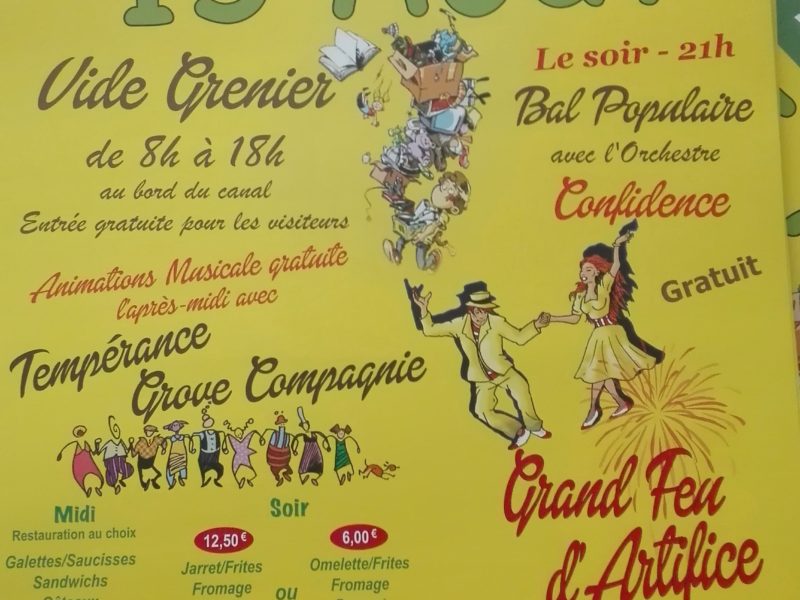 15 Août
Vide Grenier
de 8h à 18h
au bord du canal
Entrée gratuite pour les visiteurs
Animations Musicale gratuite
l'après-midi avec
Tempérance
Grove Compagnie
Le soir - 21h
Bal Populaire
avec l'Orchestre
Confidence
Gratuit
Grand Feu
d'Artifice
Midi
Restauration au choix
Galettes/Saucisses
Sandwichs
Soir
12,50€
Jarret/Frites
Fromage
ou
6,00€
Omelette/Frites
Fromage